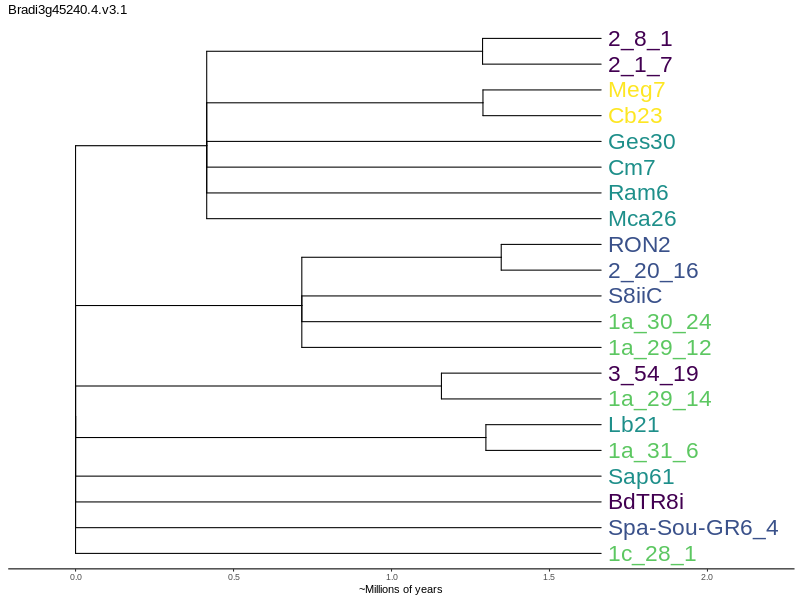 Bradi3g45240.4.v3.1
2_8_1
2_1_7
Meg7
Cb23
Ges30
Cm7
Ram6
Mca26
RON2
2_20_16
S8iiC
1a_30_24
1a_29_12
3_54_19
1a_29_14
Lb21
1a_31_6
Sap61
BdTR8i
Spa-Sou-GR6_4
1c_28_1
0.0 0.5 1.0 1.5 2.0
~Millions of years